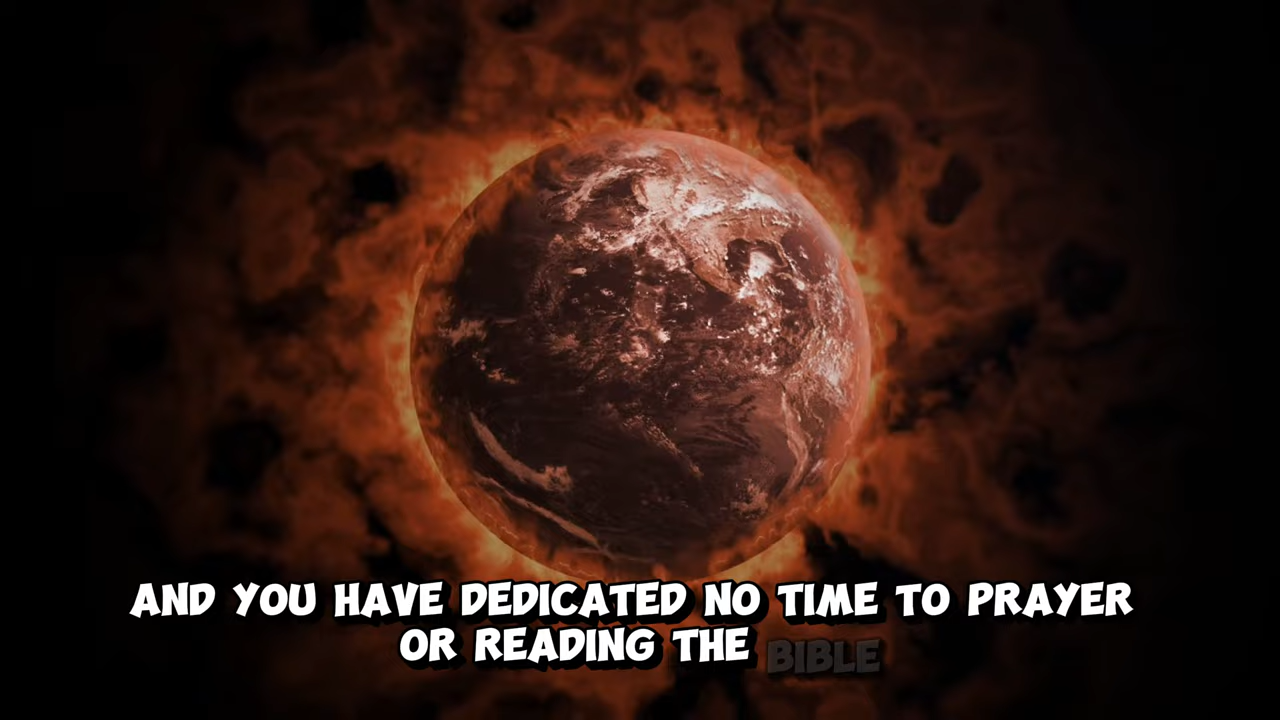 AND YOU HAVE DEDICATED NO TIME TO PRAYER
OR READING THE BIBLE